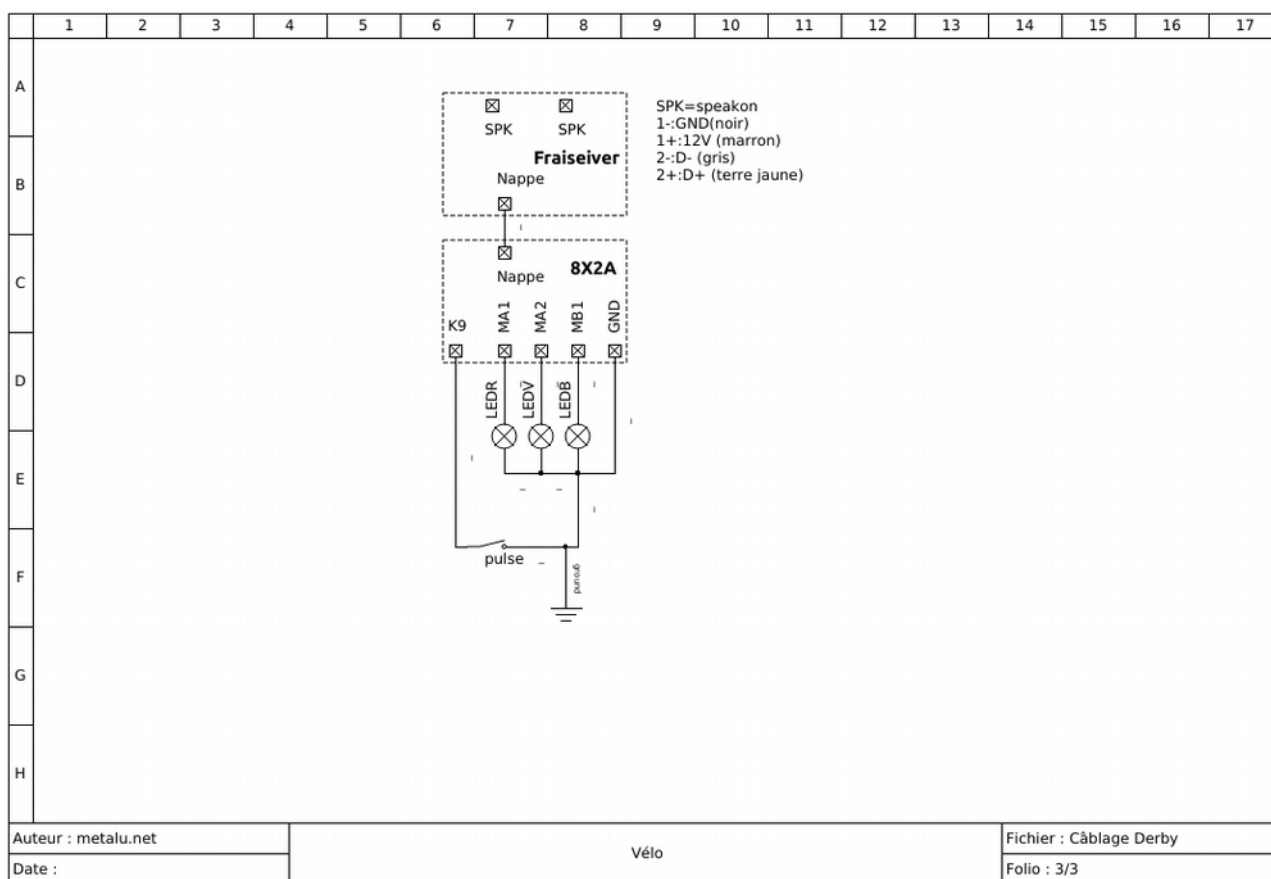 1 2 3 4 5 6 7 8 9 10 11 12 13 14 15 16 17
A
SPK SPK
SPK=speakon
1-:GND(noir)
1+:12V (marron)
2-:D- (gris)
2+:D+ (terre jaune)
B
Fraiseiver
Nappe
C
8X2A
Nappe
K9 MA1 MA2 MB1 GND
D
LEDR LEDV LEDB
E
F
pulse
ground
G
H
Auteur : metalu.net
Date :
Vélo
Fichier : Câblage Derby
Folio : 3/3